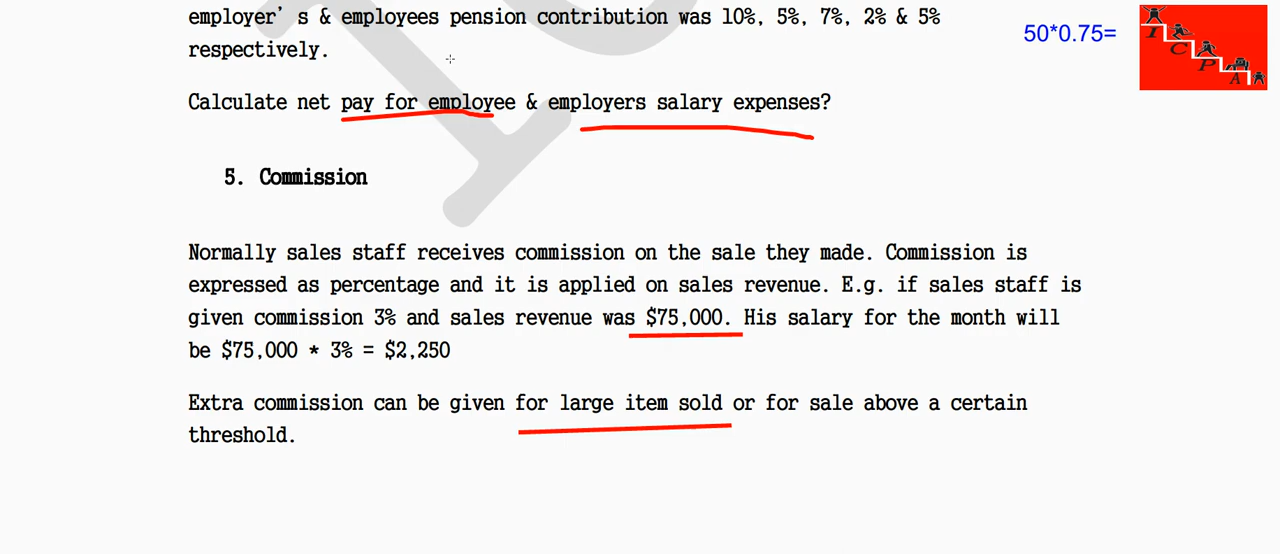 employer's & employees pension contribution was 10%, 5%, 7%, 2% & 5%
respectively.
50*0.75=
I
C
P
A
Calculate net pay for employee & employers salary expenses?
5. Commission
Normally sales staff receives commission on the sale they made. Commission is
expressed as percentage and it is applied on sales revenue. E.g. if sales staff is
given commission 3% and sales revenue was $75,000. His salary for the month will
be $75,000 * 3% = $2,250
Extra commission can be given for large item sold or for sale above a certain
threshold.